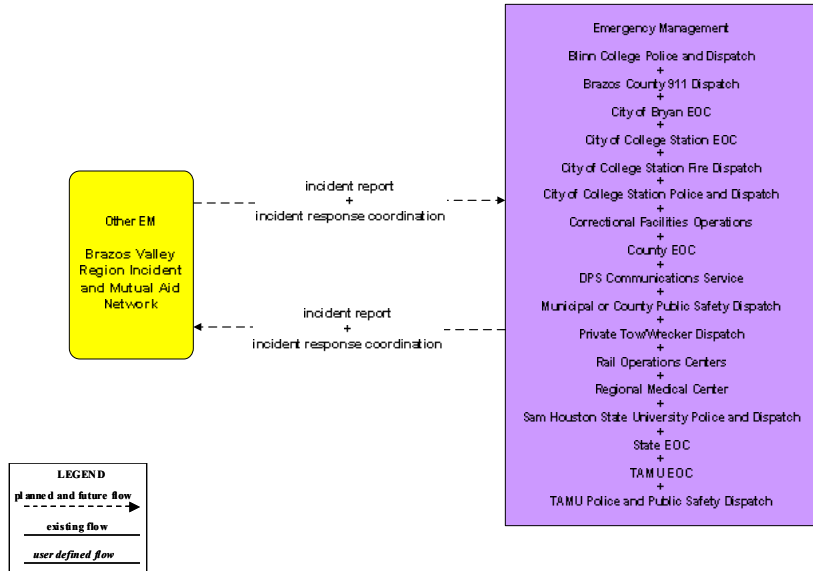 Emergency Management
Blinn College Police and Dispatch
+
Brazos County 911 Dispatch
+
City of Bryan EOC
+
City of College Station EOC
+
City of College Station Fire Dispatch
+
City of College Station Police and Dispatch
+
Correctional Facilities Operations
+
County EOC
+
DPS Communications Service
+
Municipal or County Public Safety Dispatch
+
Private Tow/Wrecker Dispatch
+
Rail Operations Centers
+
Regional Medical Center
+
Sam Houston State University Police and Dispatch
+
State EOC
+
TAMU EOC
+
TAMU Police and Public Safety Dispatch
incident report
+
incident response coordination
Other EM
Brazos Valley
Region Incident
and Mutual Aid
Network
incident report
+
incident response coordination
LEGEND
planned and future flow
existing flow
user defined flow